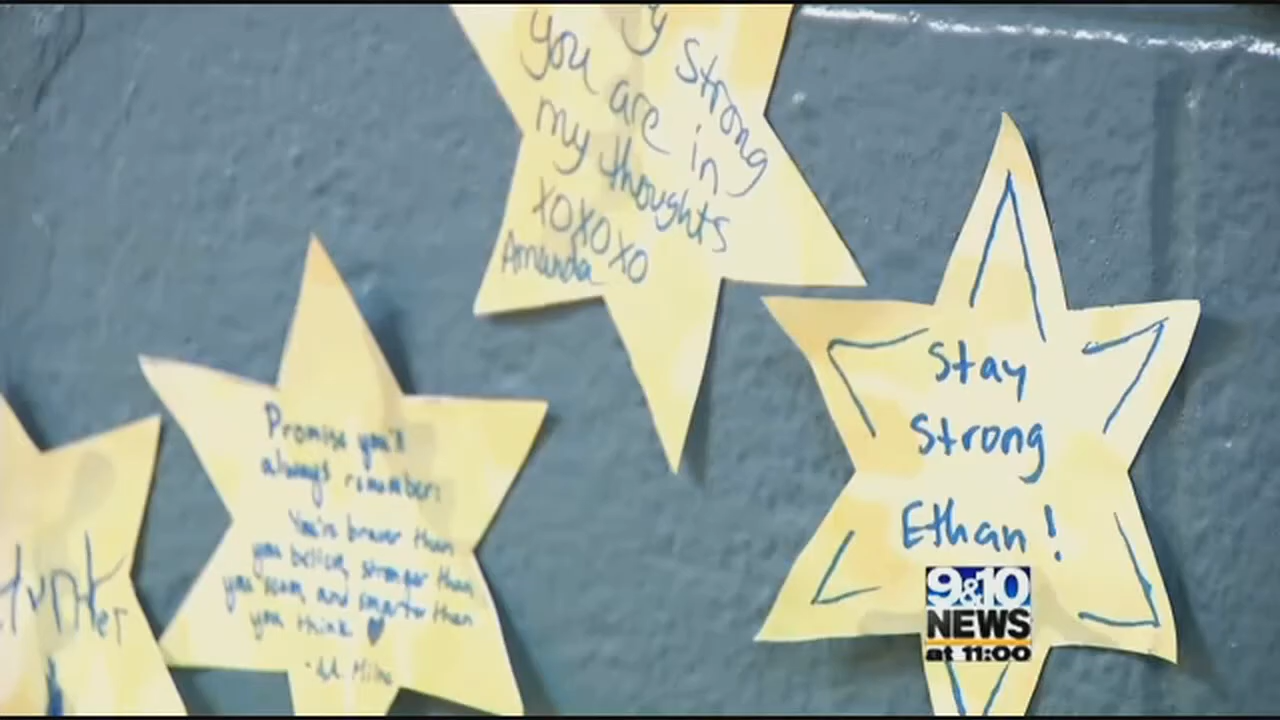 you Strong
you are in
my thoughts
XOXOXO
Amanda
Promise you'll
always remember:
You're braver than
you believe, stronger than
you seem, and smarter than
you think ♥
Stay
Strong
Ethan!
9&10
NEWS
at 11:00